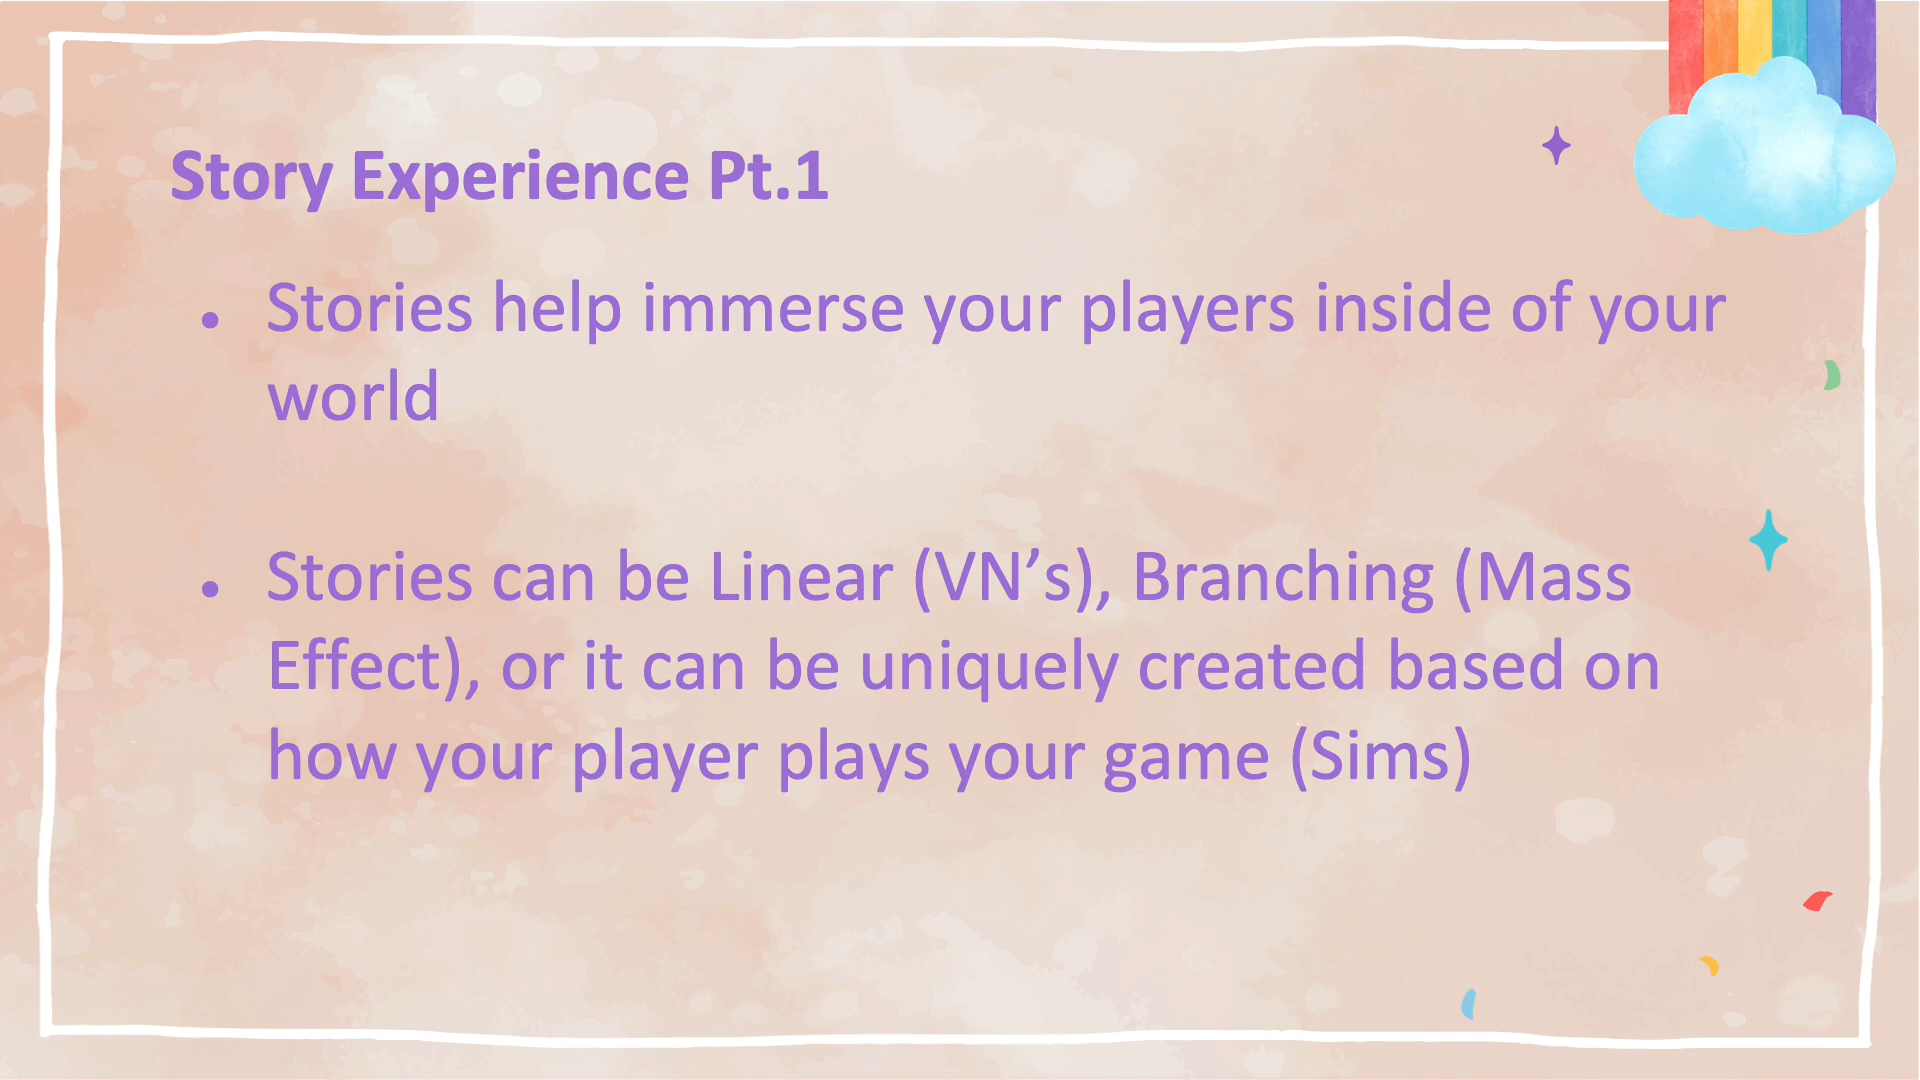 Story Experience Pt.1
• Stories help immerse your players inside of your
world
• Stories can be Linear (VN’s), Branching (Mass
Effect), or it can be uniquely created based on
how your player plays your game (Sims)